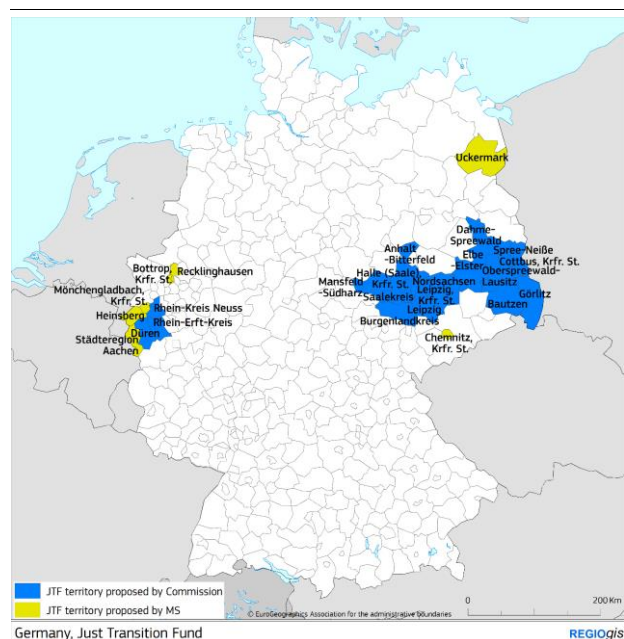 Uckermark
Dahme-
Spreewald
Spree-Neiße
Anhalt
-Bitterfeld
Elbe
-Elster
Cottbus, Krfr. St.
Bottrop,
Krfr. St.
Recklinghausen
Halle (Saale),
Krfr. St.
Nordsachsen
Oberspreewald-
Lausitz
Mansfeld
-Südharz
Leipzig,
Krfr. St.
Görlitz
Mönchengladbach,
Krfr. St.
Rhein-Kreis Neuss
Saalekreis
Leipzig
Bautzen
Heinsberg
Rhein-Erft-Kreis
Burgenlandkreis
Düren
Chemnitz,
Krfr. St.
Städteregion
Aachen
JTF territory proposed by Commission
JTF territory proposed by MS
0 200 Km
© EuroGeographics Association for the administrative boundaries
Germany, Just Transition Fund
REGIOgis